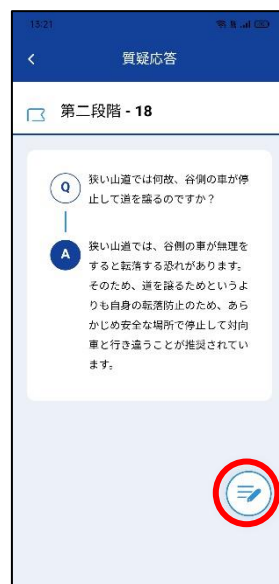 13:21
質疑応答
第二段階 - 18
Q
狭い山道では何故、谷側の車が停
止して道を譲るのですか？
A
狭い山道では、谷側の車が無理を
すると転落する恐れがあります。
そのため、道を譲るためというよ
りも自身の転落防止のため、あら
かじめ安全な場所で停止して対向
車と行き違うことが推奨されてい
ます。